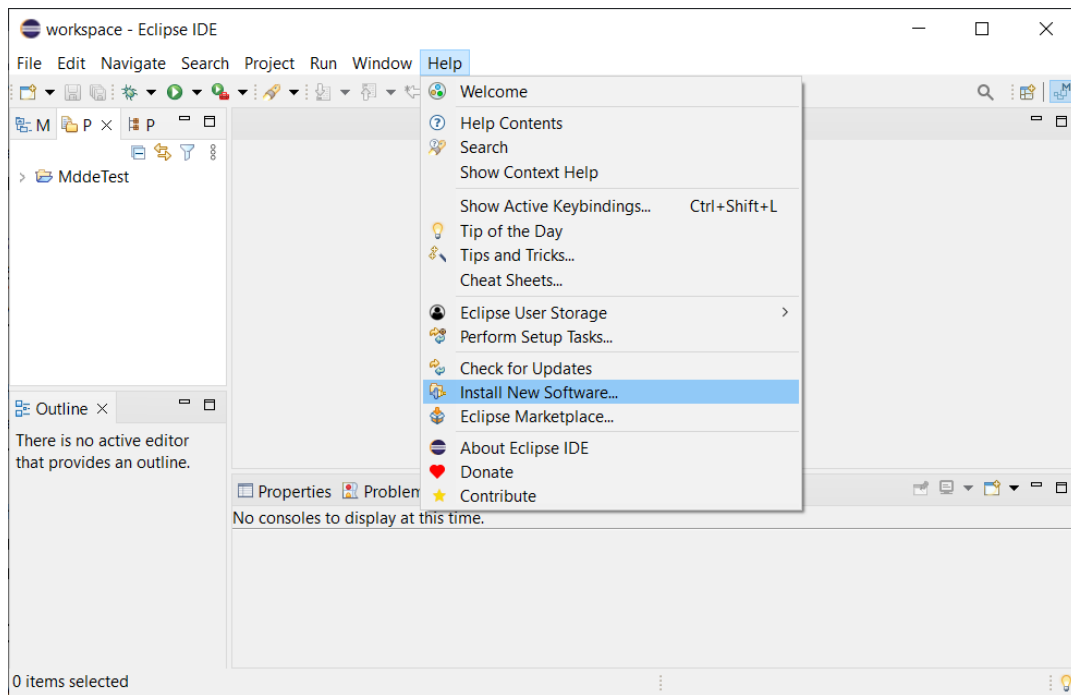 workspace - Eclipse IDE
File Edit Navigate Search Project Run Window Help
M P P
MddeTest
Welcome
Help Contents
Search
Show Context Help
Show Active Keybindings... Ctrl+Shift+L
Tip of the Day
Tips and Tricks...
Cheat Sheets...
Eclipse User Storage
Perform Setup Tasks...
Check for Updates
Install New Software...
Eclipse Marketplace...
About Eclipse IDE
Donate
Contribute
Outline
There is no active editor
that provides an outline.
Properties Problem
No consoles to display at this time.
0 items selected